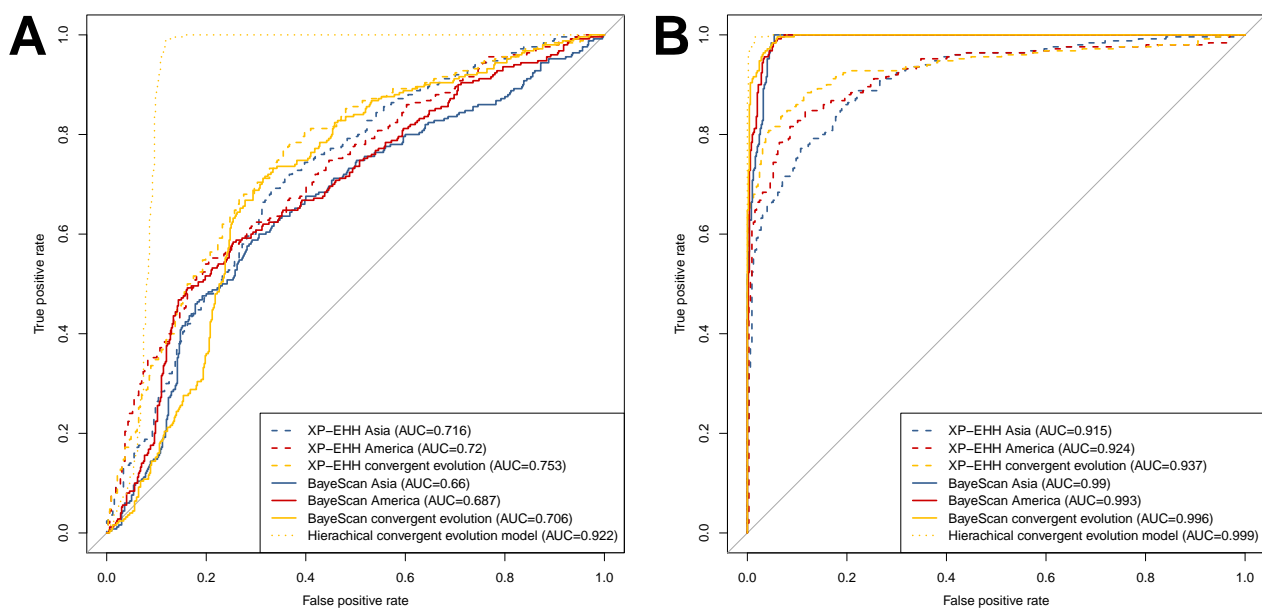 A
1.0
0.8
0.6
0.4
0.2
0.0
True positive rate
XP−EHH Asia (AUC=0.716)
XP−EHH America (AUC=0.72)
XP−EHH convergent evolution (AUC=0.753)
BayeScan Asia (AUC=0.66)
BayeScan America (AUC=0.687)
BayeScan convergent evolution (AUC=0.706)
Hierachical convergent evolution model (AUC=0.922)
0.0 0.2 0.4 0.6 0.8 1.0
False positive rate
B
1.0
0.8
0.6
0.4
0.2
0.0
True positive rate
XP−EHH Asia (AUC=0.915)
XP−EHH America (AUC=0.924)
XP−EHH convergent evolution (AUC=0.937)
BayeScan Asia (AUC=0.99)
BayeScan America (AUC=0.993)
BayeScan convergent evolution (AUC=0.996)
Hierachical convergent evolution model (AUC=0.999)
0.0 0.2 0.4 0.6 0.8 1.0
False positive rate